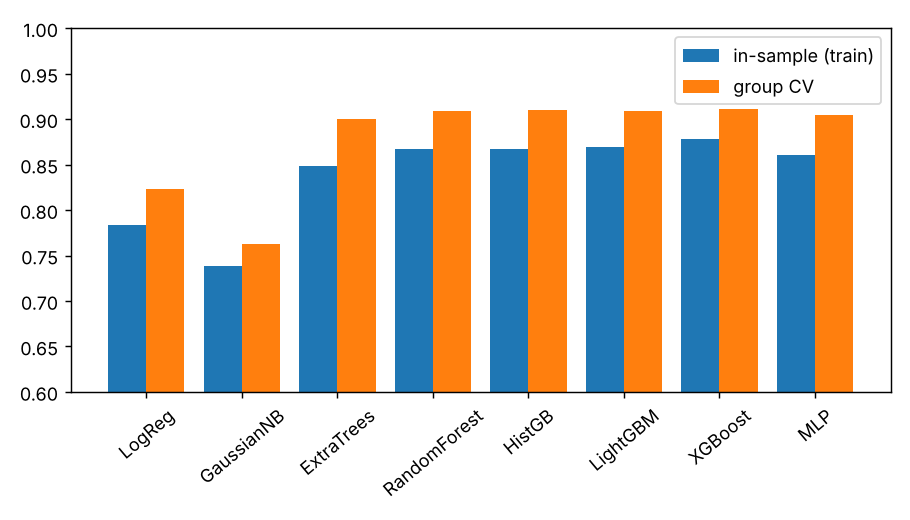 1.00
0.95
0.90
0.85
0.80
0.75
0.70
0.65
0.60
in-sample (train)
group CV
LogReg
GaussianNB
ExtraTrees
RandomForest
HistGB
LightGBM
XGBoost
MLP